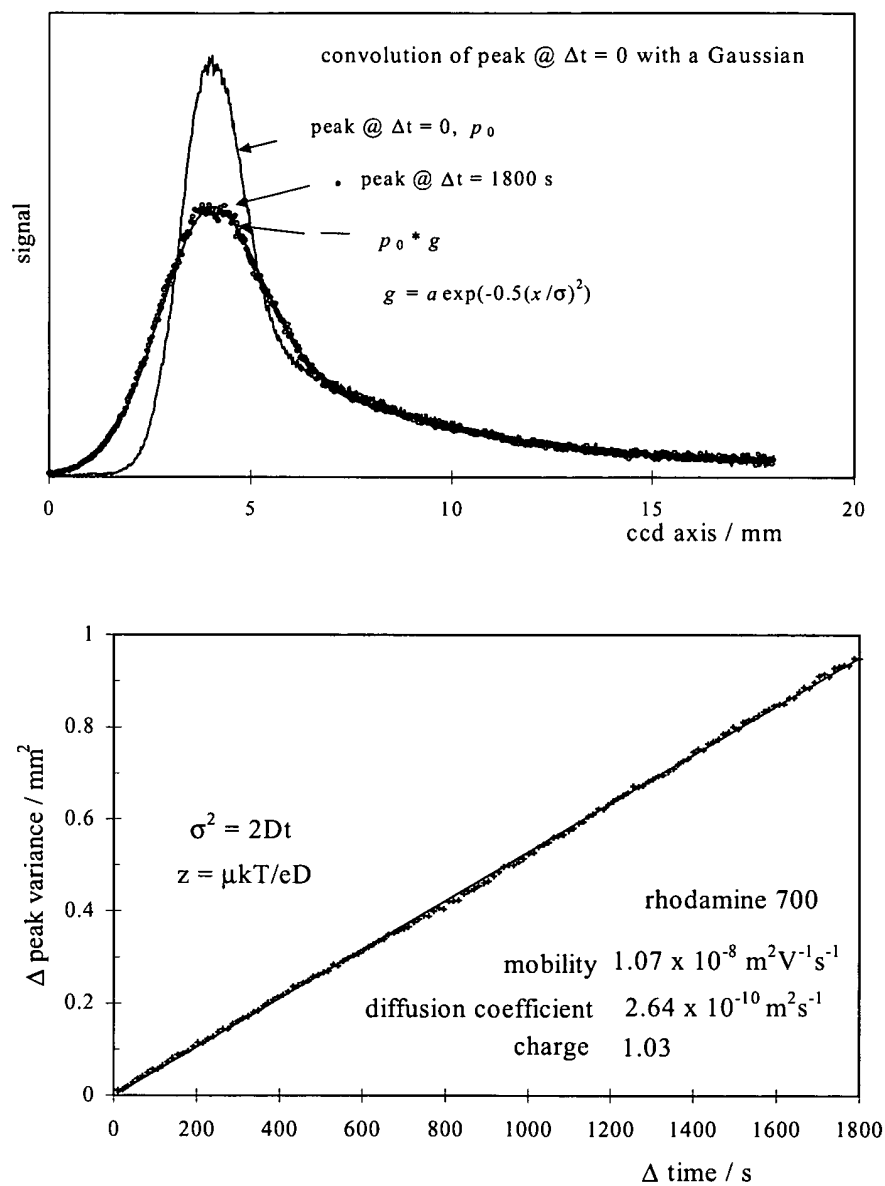 convolution of peak @ Δt = 0 with a Gaussian
peak @ Δt = 0, p₀
• peak @ Δt = 1800 s
— p₀ * g
g = a exp(-0.5(x/σ)²)
signal
0 5 10 15 20
ccd axis / mm
1
0.8
0.6
0.4
0.2
0
Δ peak variance / mm²
σ² = 2Dt
z = μkT/eD
rhodamine 700
mobility 1.07 x 10⁻⁸ m²V⁻¹s⁻¹
diffusion coefficient 2.64 x 10⁻¹⁰ m²s⁻¹
charge 1.03
0 200 400 600 800 1000 1200 1400 1600 1800
Δ time / s